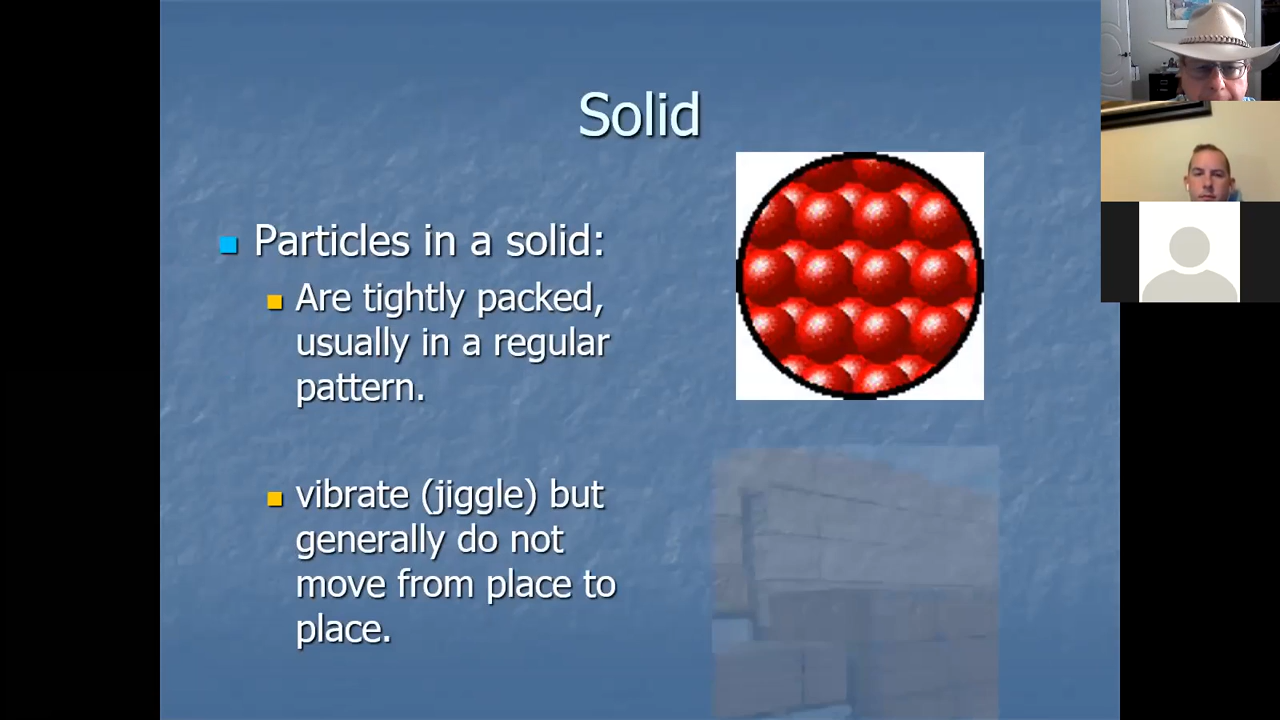 Solid
Particles in a solid:
Are tightly packed,
usually in a regular
pattern.
vibrate (jiggle) but
generally do not
move from place to
place.